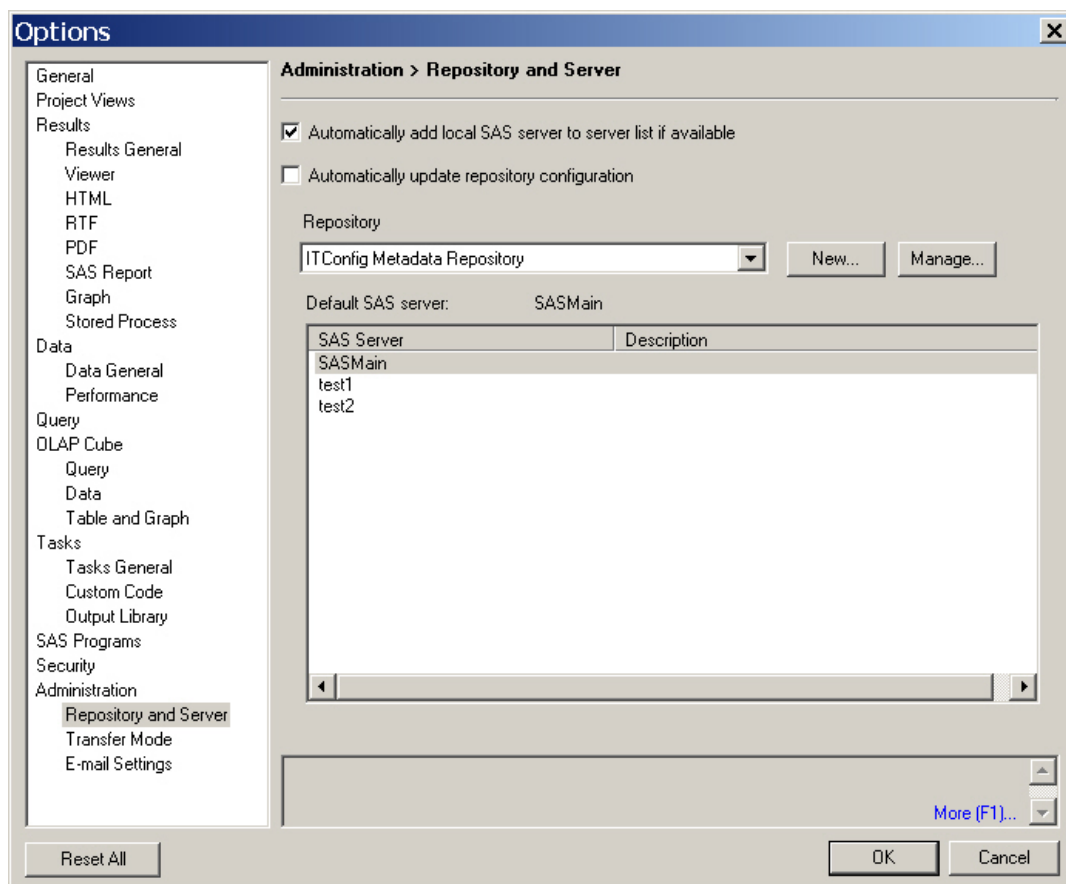 Options
General
Project Views
Results
Results General
Viewer
HTML
RTF
PDF
SAS Report
Graph
Stored Process
Data
Data General
Performance
Query
OLAP Cube
Query
Data
Table and Graph
Tasks
Tasks General
Custom Code
Output Library
SAS Programs
Security
Administration
Repository and Server
Transfer Mode
E-mail Settings
Administration > Repository and Server
Automatically add local SAS server to server list if available
Automatically update repository configuration
Repository
ITConfig Metadata Repository New... Manage...
Default SAS server: SASMain
SAS Server Description
SASMain
test1
test2
More (F1)...
Reset All OK Cancel